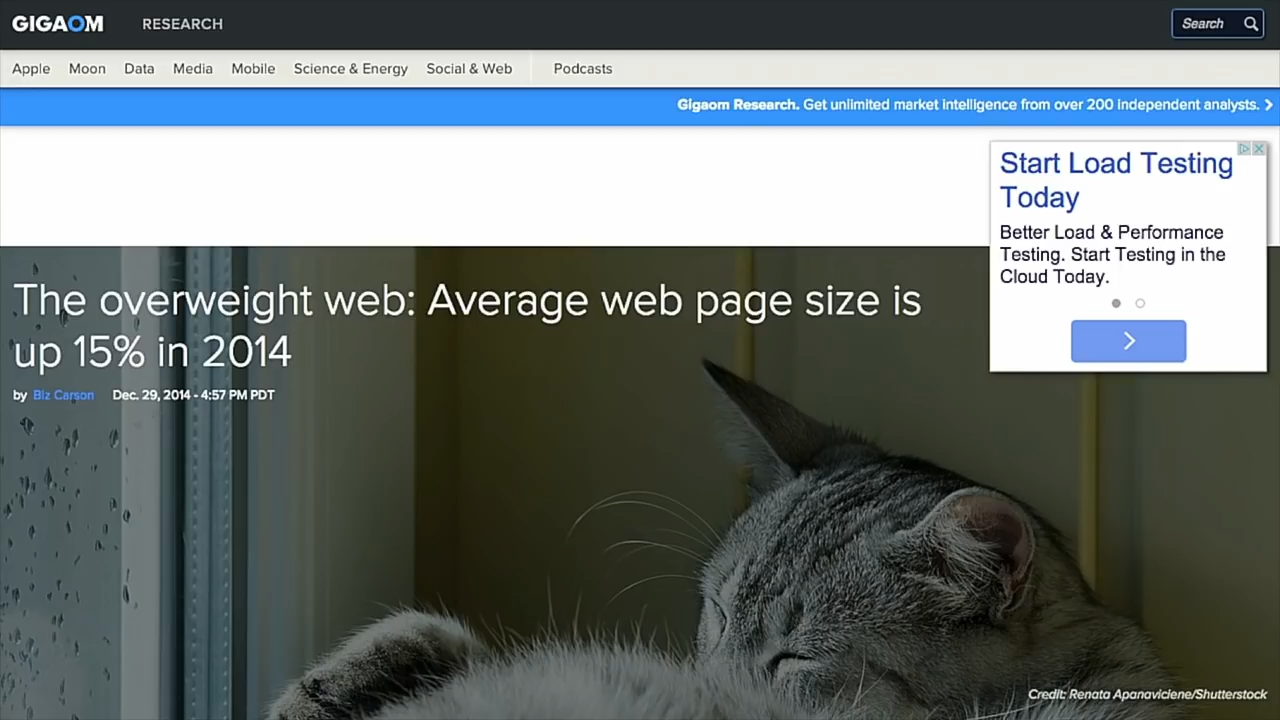 GIGAOM RESEARCH
Search
Apple Moon Data Media Mobile Science & Energy Social & Web Podcasts
Gigaom Research. Get unlimited market intelligence from over 200 independent analysts.
Start Load Testing
Today
Better Load & Performance
Testing. Start Testing in the
Cloud Today.
The overweight web: Average web page size is
up 15% in 2014
by Biz Carson Dec. 29, 2014 - 4:57 PM PDT
Credit: Renata Apanaviciene/Shutterstock